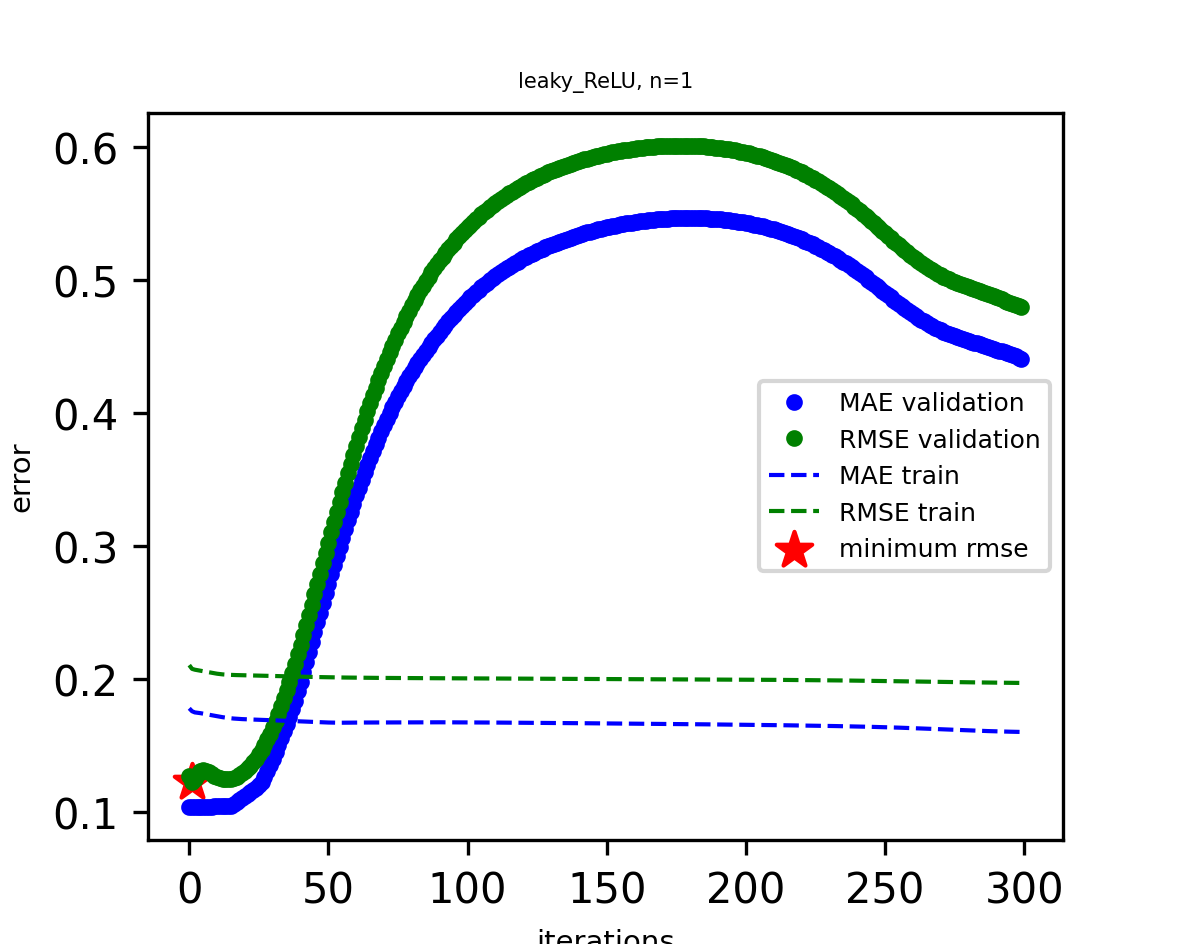 leaky_ReLU, n=1
error
0.6
0.5
0.4
0.3
0.2
0.1
MAE validation
RMSE validation
MAE train
RMSE train
minimum rmse
0 50 100 150 200 250 300
iterations